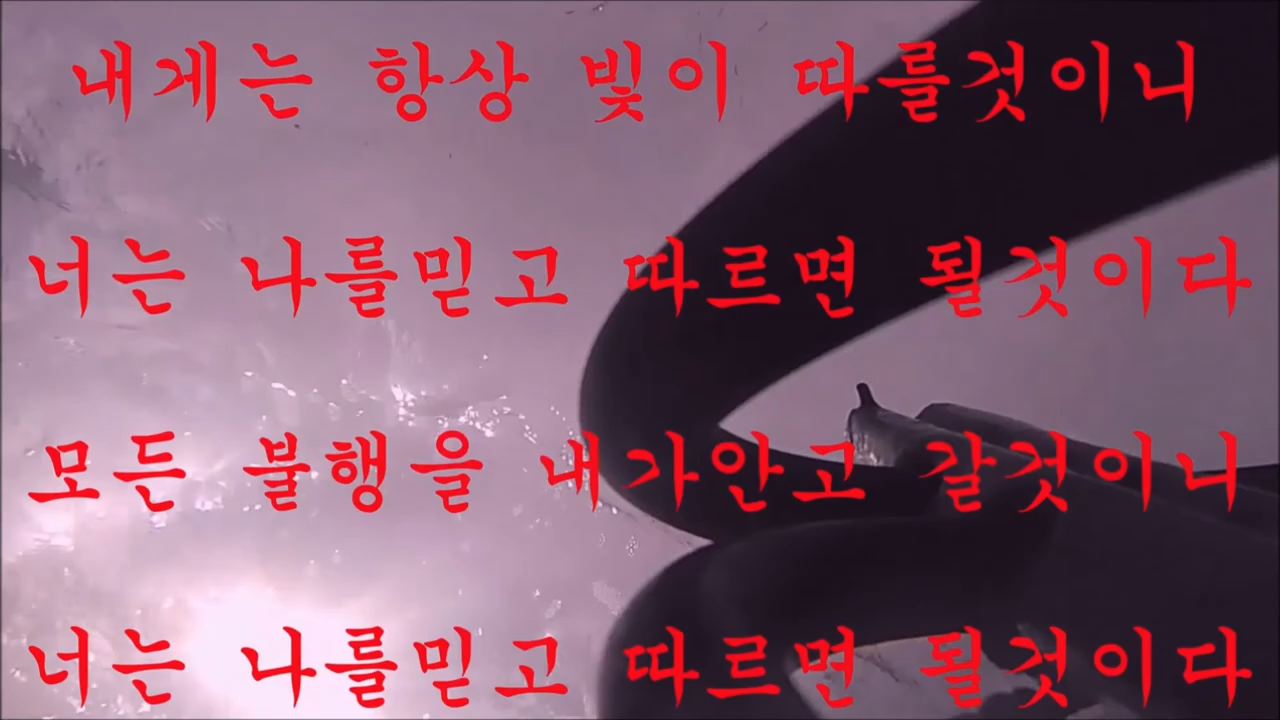 내게는 항상 빛이 따를것이니
너는 나를믿고 따르면 될것이다
모든 불행을 내가안고 갈것이니
너는 나를믿고 따르면 될것이다